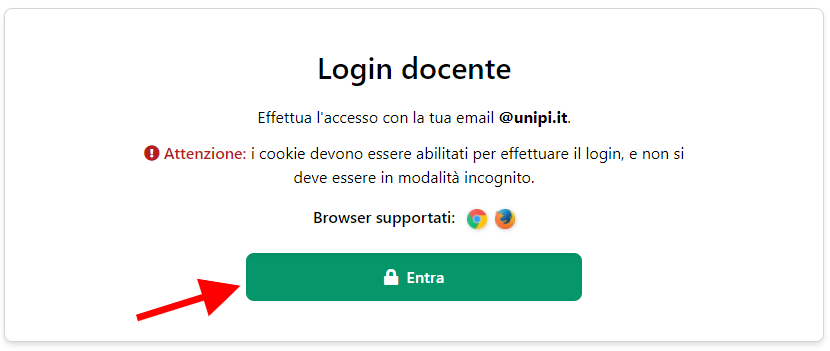 Login docente
Effettua l'accesso con la tua email @unipi.it.
Attenzione: i cookie devono essere abilitati per effettuare il login, e non si
deve essere in modalità incognito.
Browser supportati:
Entra